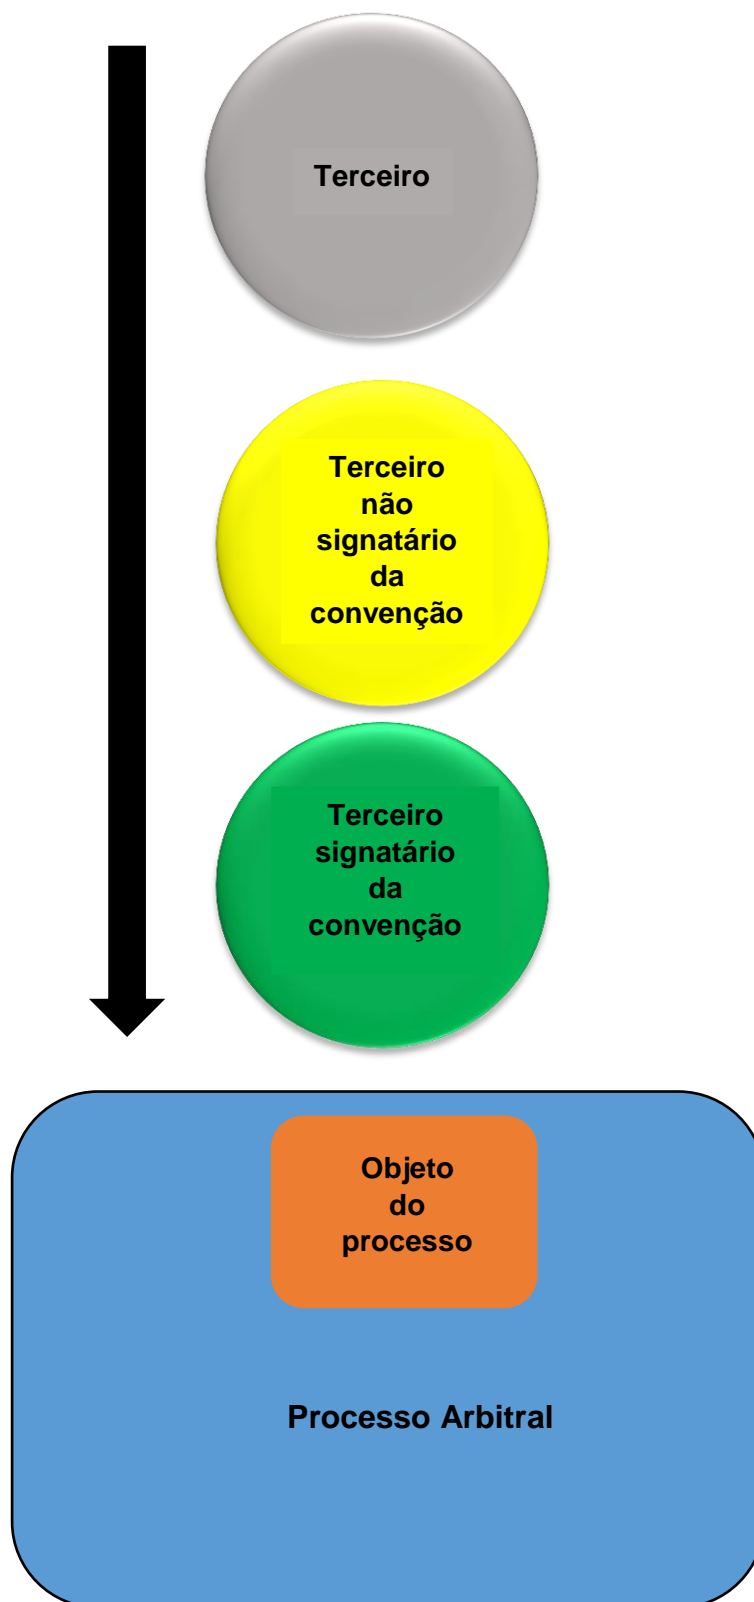 Terceiro
Terceiro
não
signatário
da
convenção
Terceiro
signatário
da
convenção
Objeto
do
processo
Processo Arbitral